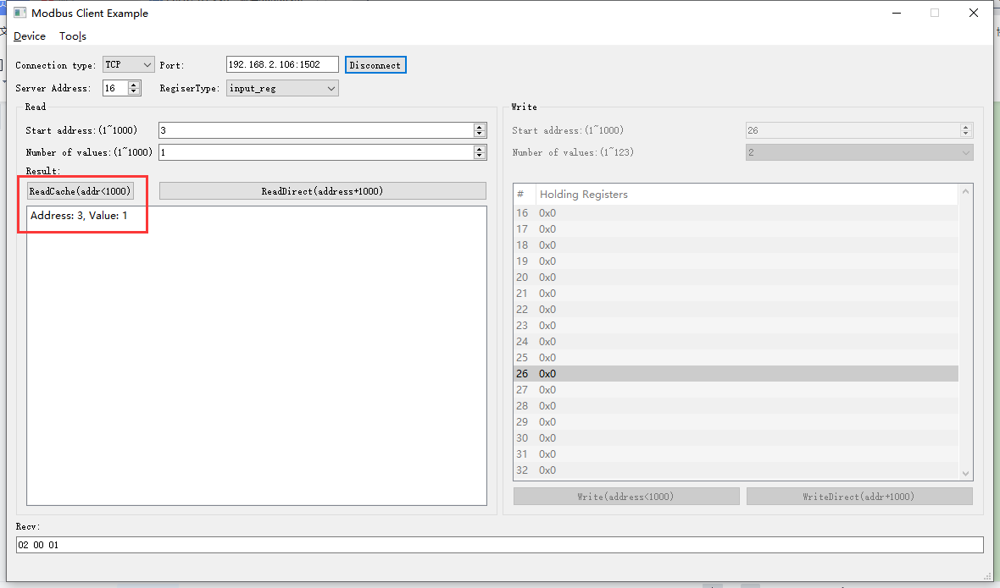 Modbus Client Example
Device Tools
Connection type: TCP Port: 192.168.2.106:1502 Disconnect
Server Address: 16 RegiserType: input_reg
Read
Start address:(1~1000) 3
Number of values:(1~1000) 1
Result:
ReadCache(addr<1000) ReadDirect(address+1000)
Address: 3, Value: 1
Write
Start address:(1~1000) 26
Number of values:(1~123) 2
# Holding Registers
16 0x0
17 0x0
18 0x0
19 0x0
20 0x0
21 0x0
22 0x0
23 0x0
24 0x0
25 0x0
26 0x0
27 0x0
28 0x0
29 0x0
30 0x0
31 0x0
32 0x0
Write(address<1000) WriteDirect(addr+1000)
Recv:
02 00 01